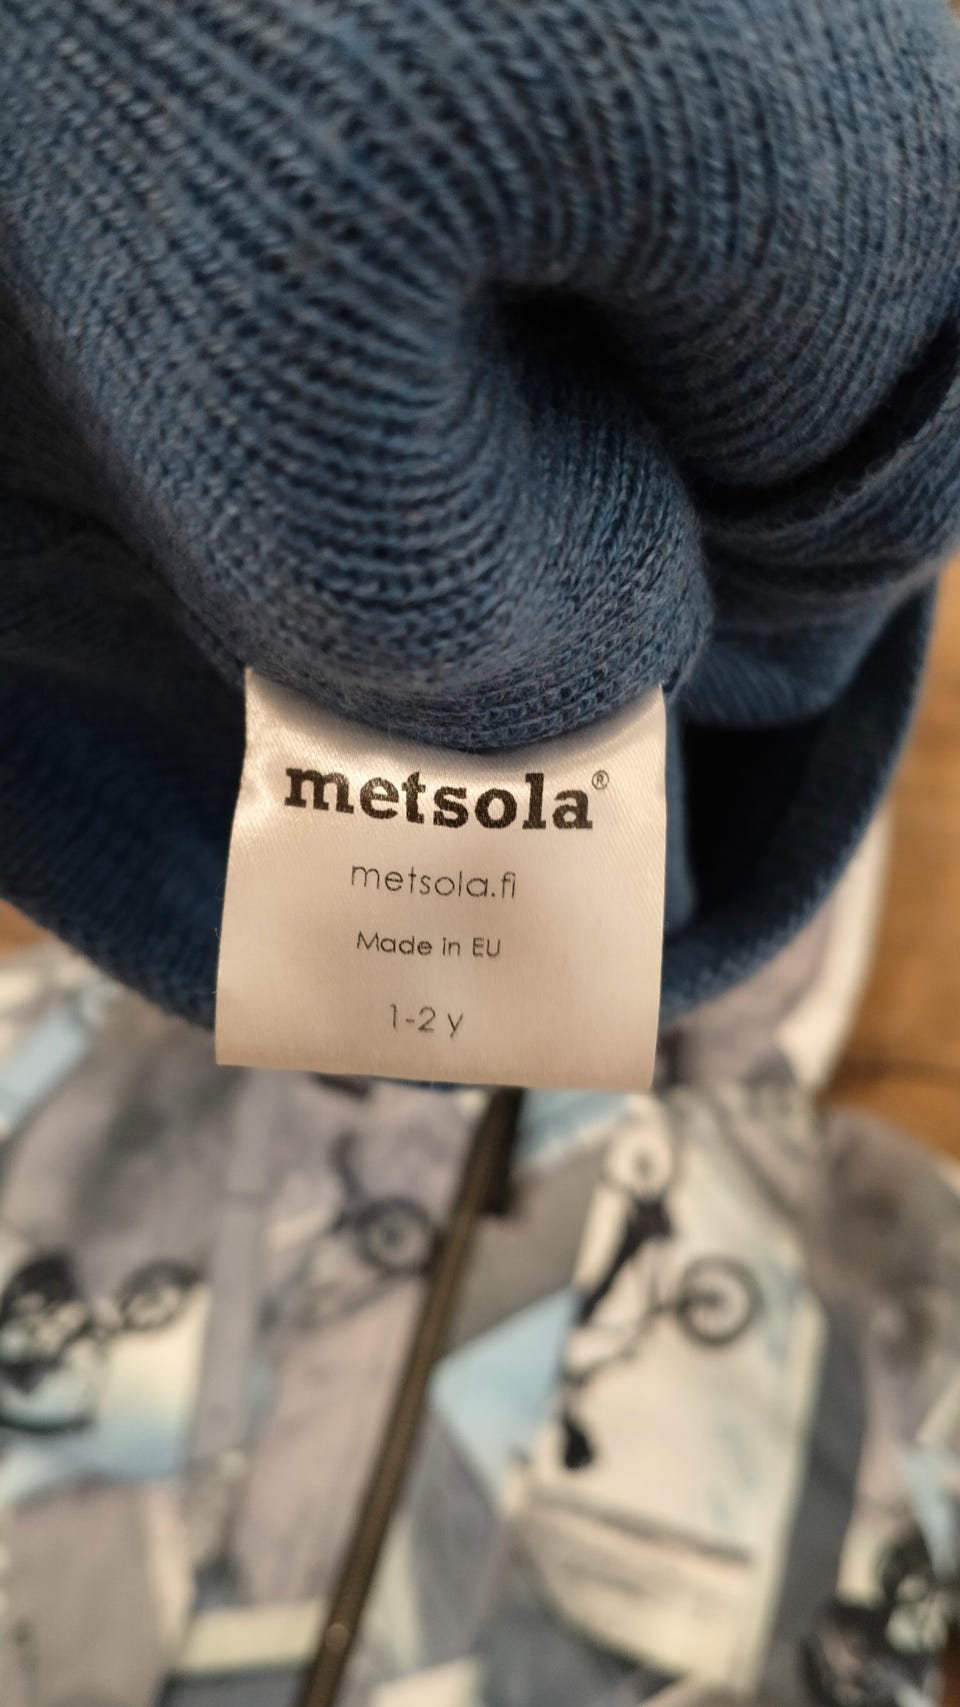 metsola®
metsola.fi
Made in EU
1-2 y